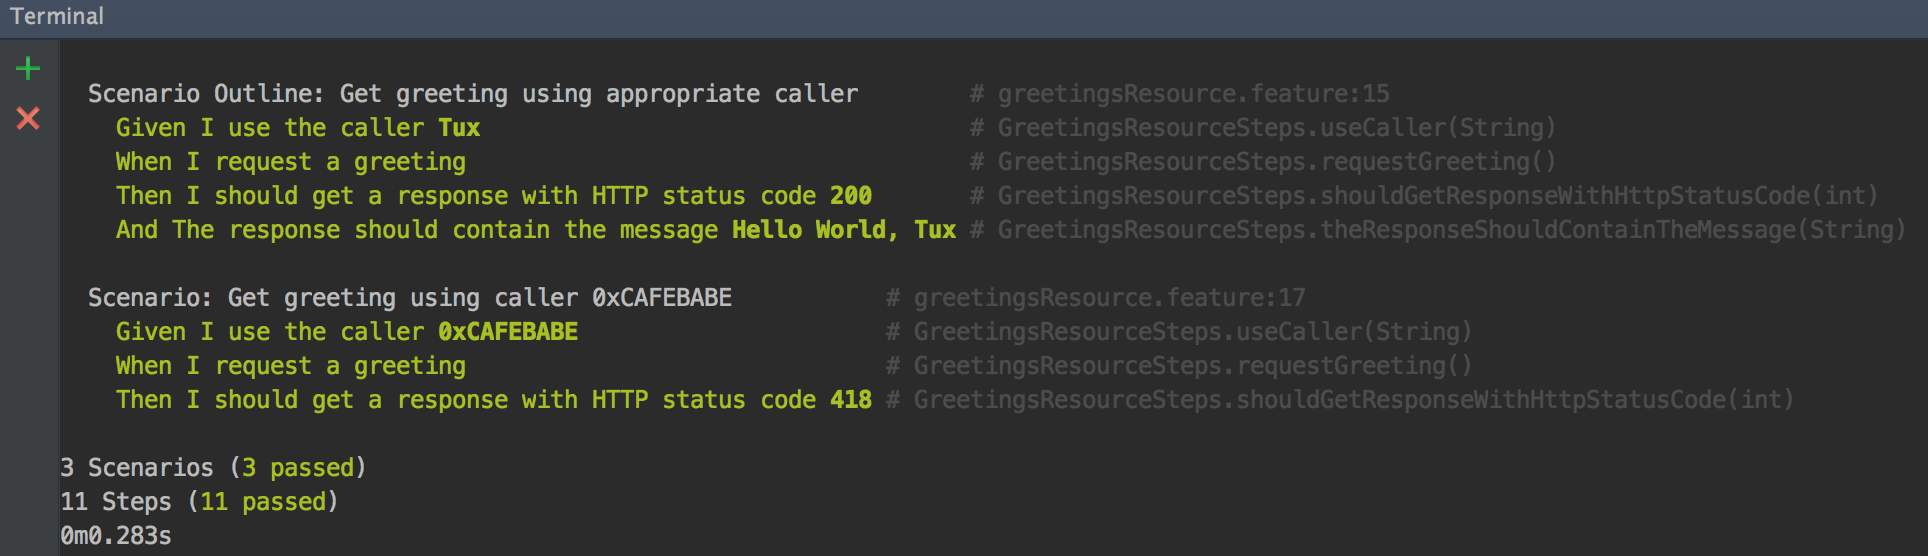 Terminal
Scenario Outline: Get greeting using appropriate caller # greetingsResource.feature:15
Given I use the caller Tux # GreetingsResourceSteps.useCaller(String)
When I request a greeting # GreetingsResourceSteps.requestGreeting()
Then I should get a response with HTTP status code 200 # GreetingsResourceSteps.shouldGetResponseWithHttpStatusCode(int)
And The response should contain the message Hello World, Tux # GreetingsResourceSteps.theResponseShouldContainTheMessage(String)
Scenario: Get greeting using caller 0xCAFEBABE # greetingsResource.feature:17
Given I use the caller 0xCAFEBABE # GreetingsResourceSteps.useCaller(String)
When I request a greeting # GreetingsResourceSteps.requestGreeting()
Then I should get a response with HTTP status code 418 # GreetingsResourceSteps.shouldGetResponseWithHttpStatusCode(int)
3 Scenarios (3 passed)
11 Steps (11 passed)
0m0.283s